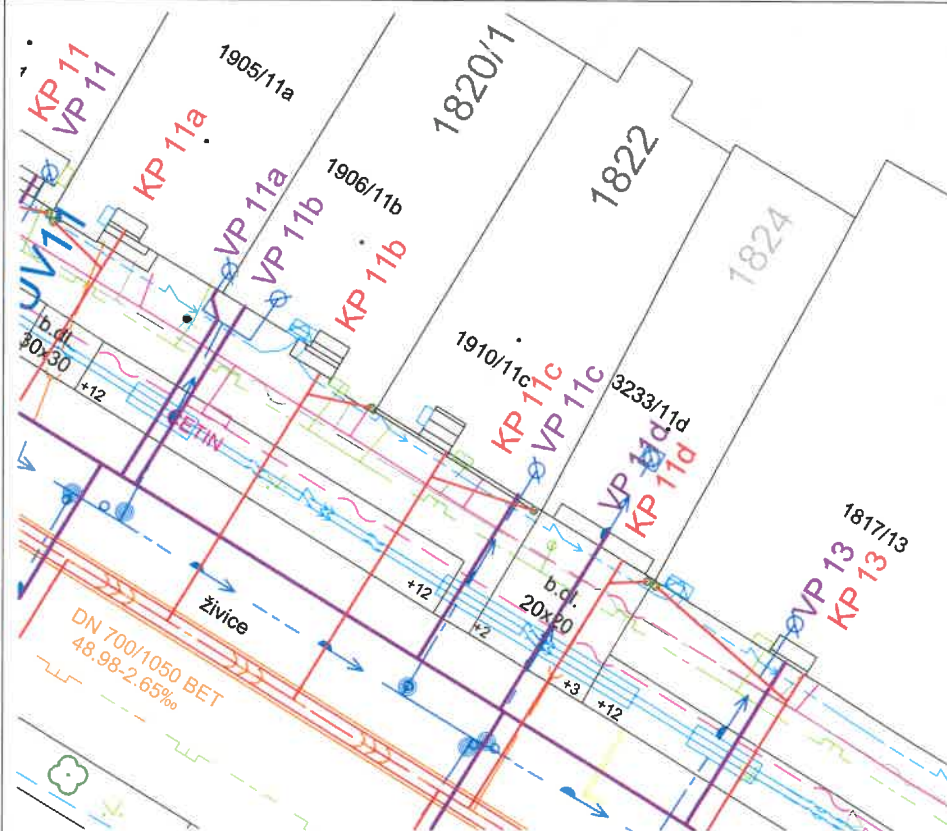 KP 11
VP 11
1905/11a
KP 11a
1820/1
1822
1824
VP 11a
VP 11b
1906/11b
KP 11b
1910/11c
KP 11c
VP 11c
3233/11d
VP 11d
KP 11d
1817/13
VP 13
KP 13
b.dl.
30x30
+12
živice
+12
+2
b.dl.
20x20
+3
+12
DN 700/1050 BET
48.98-2.65‰